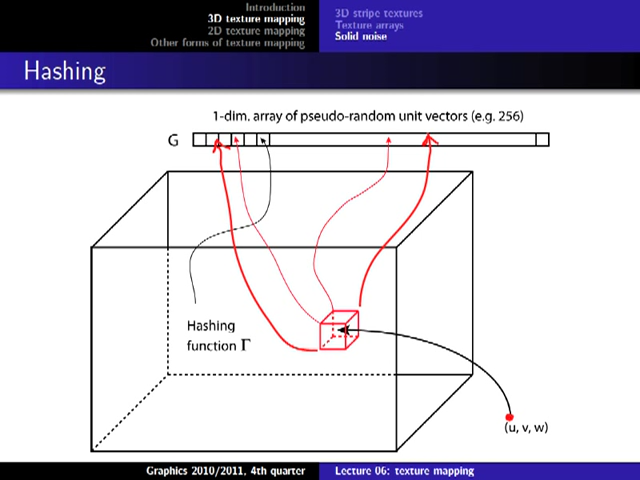 Introduction
3D texture mapping
2D texture mapping
Other forms of texture mapping
3D stripe textures
Texture arrays
Solid noise
Hashing
1-dim. array of pseudo-random unit vectors (e.g. 256)
G
Hashing
function Γ
(u, v, w)
Graphics 2010/2011, 4th quarter
Lecture 06: texture mapping